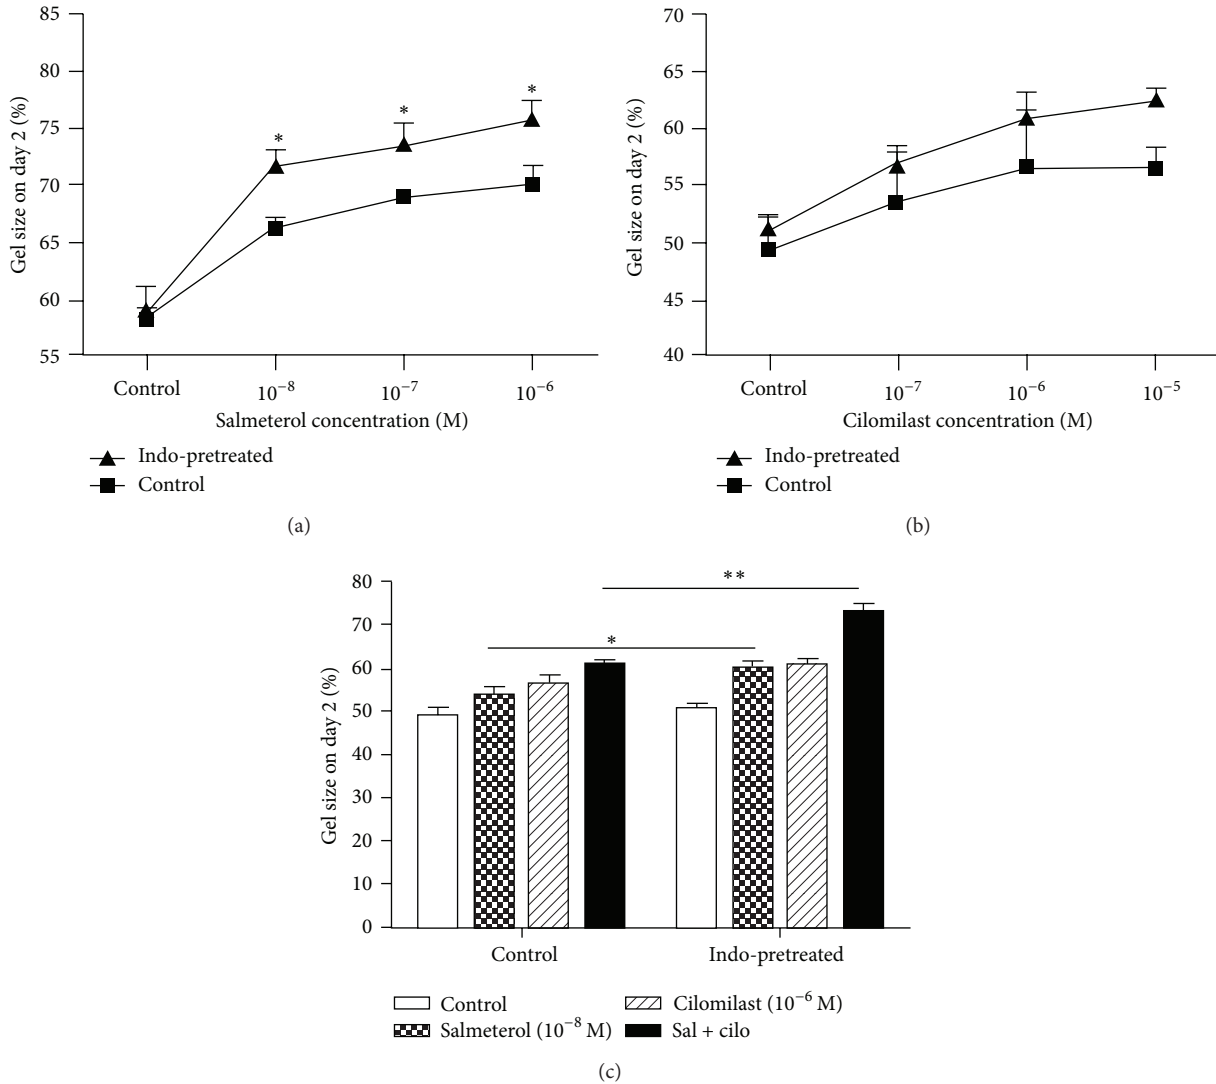 85
80
75
70
65
60
55
Gel size on day 2 (%)
*
*
*
Control
10⁻⁸
10⁻⁷
10⁻⁶
Salmeterol concentration (M)
Indo-pretreated
Control
(a)
70
65
60
55
50
45
40
Gel size on day 2 (%)
Control
10⁻⁷
10⁻⁶
10⁻⁵
Cilomilast concentration (M)
Indo-pretreated
Control
(b)
80
70
60
50
40
30
20
10
0
Gel size on day 2 (%)
**
*
Control
Indo-pretreated
Control
Salmeterol (10⁻⁸ M)
Cilomilast (10⁻⁶ M)
Sal + cilo
(c)